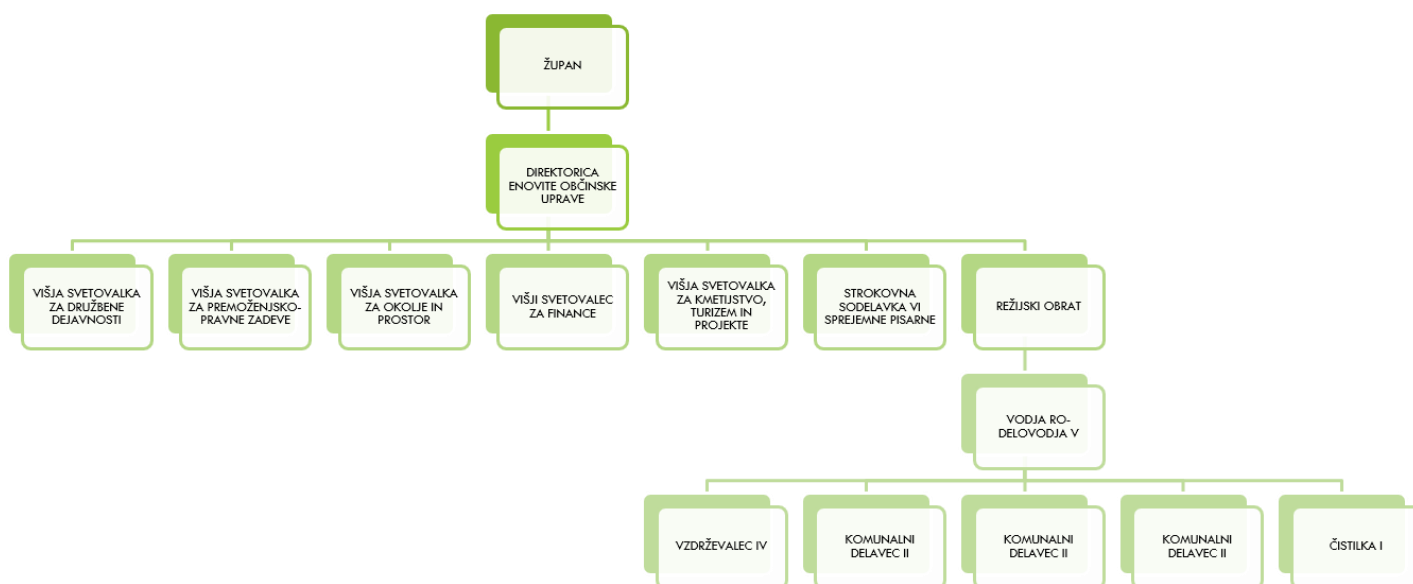 ŽUPAN
DIREKTORICA
ENOVITE OBČINSKE
UPRAVE
VIŠJA SVETOVALKA
ZA DRUŽBENE
DEJAVNOSTI
VIŠJA SVETOVALKA
ZA PREMOŽENJSKO-
PRAVNE ZADEVE
VIŠJA SVETOVALKA
ZA OKOLJE IN
PROSTOR
VIŠJI SVETOVALEC
ZA FINANCE
VIŠJA SVETOVALKA
ZA KMETIJSTVO,
TURIZEM IN
PROJEKTE
STROKOVNA
SODELAVKA VI
SPREJEMNE PISARNE
REŽIJSKI OBRAT
VODJA RO-
DELOVODJA V
VZDRŽEVALEC IV
KOMUNALNI
DELAVEC II
KOMUNALNI
DELAVEC II
KOMUNALNI
DELAVEC II
ČISTILKA I